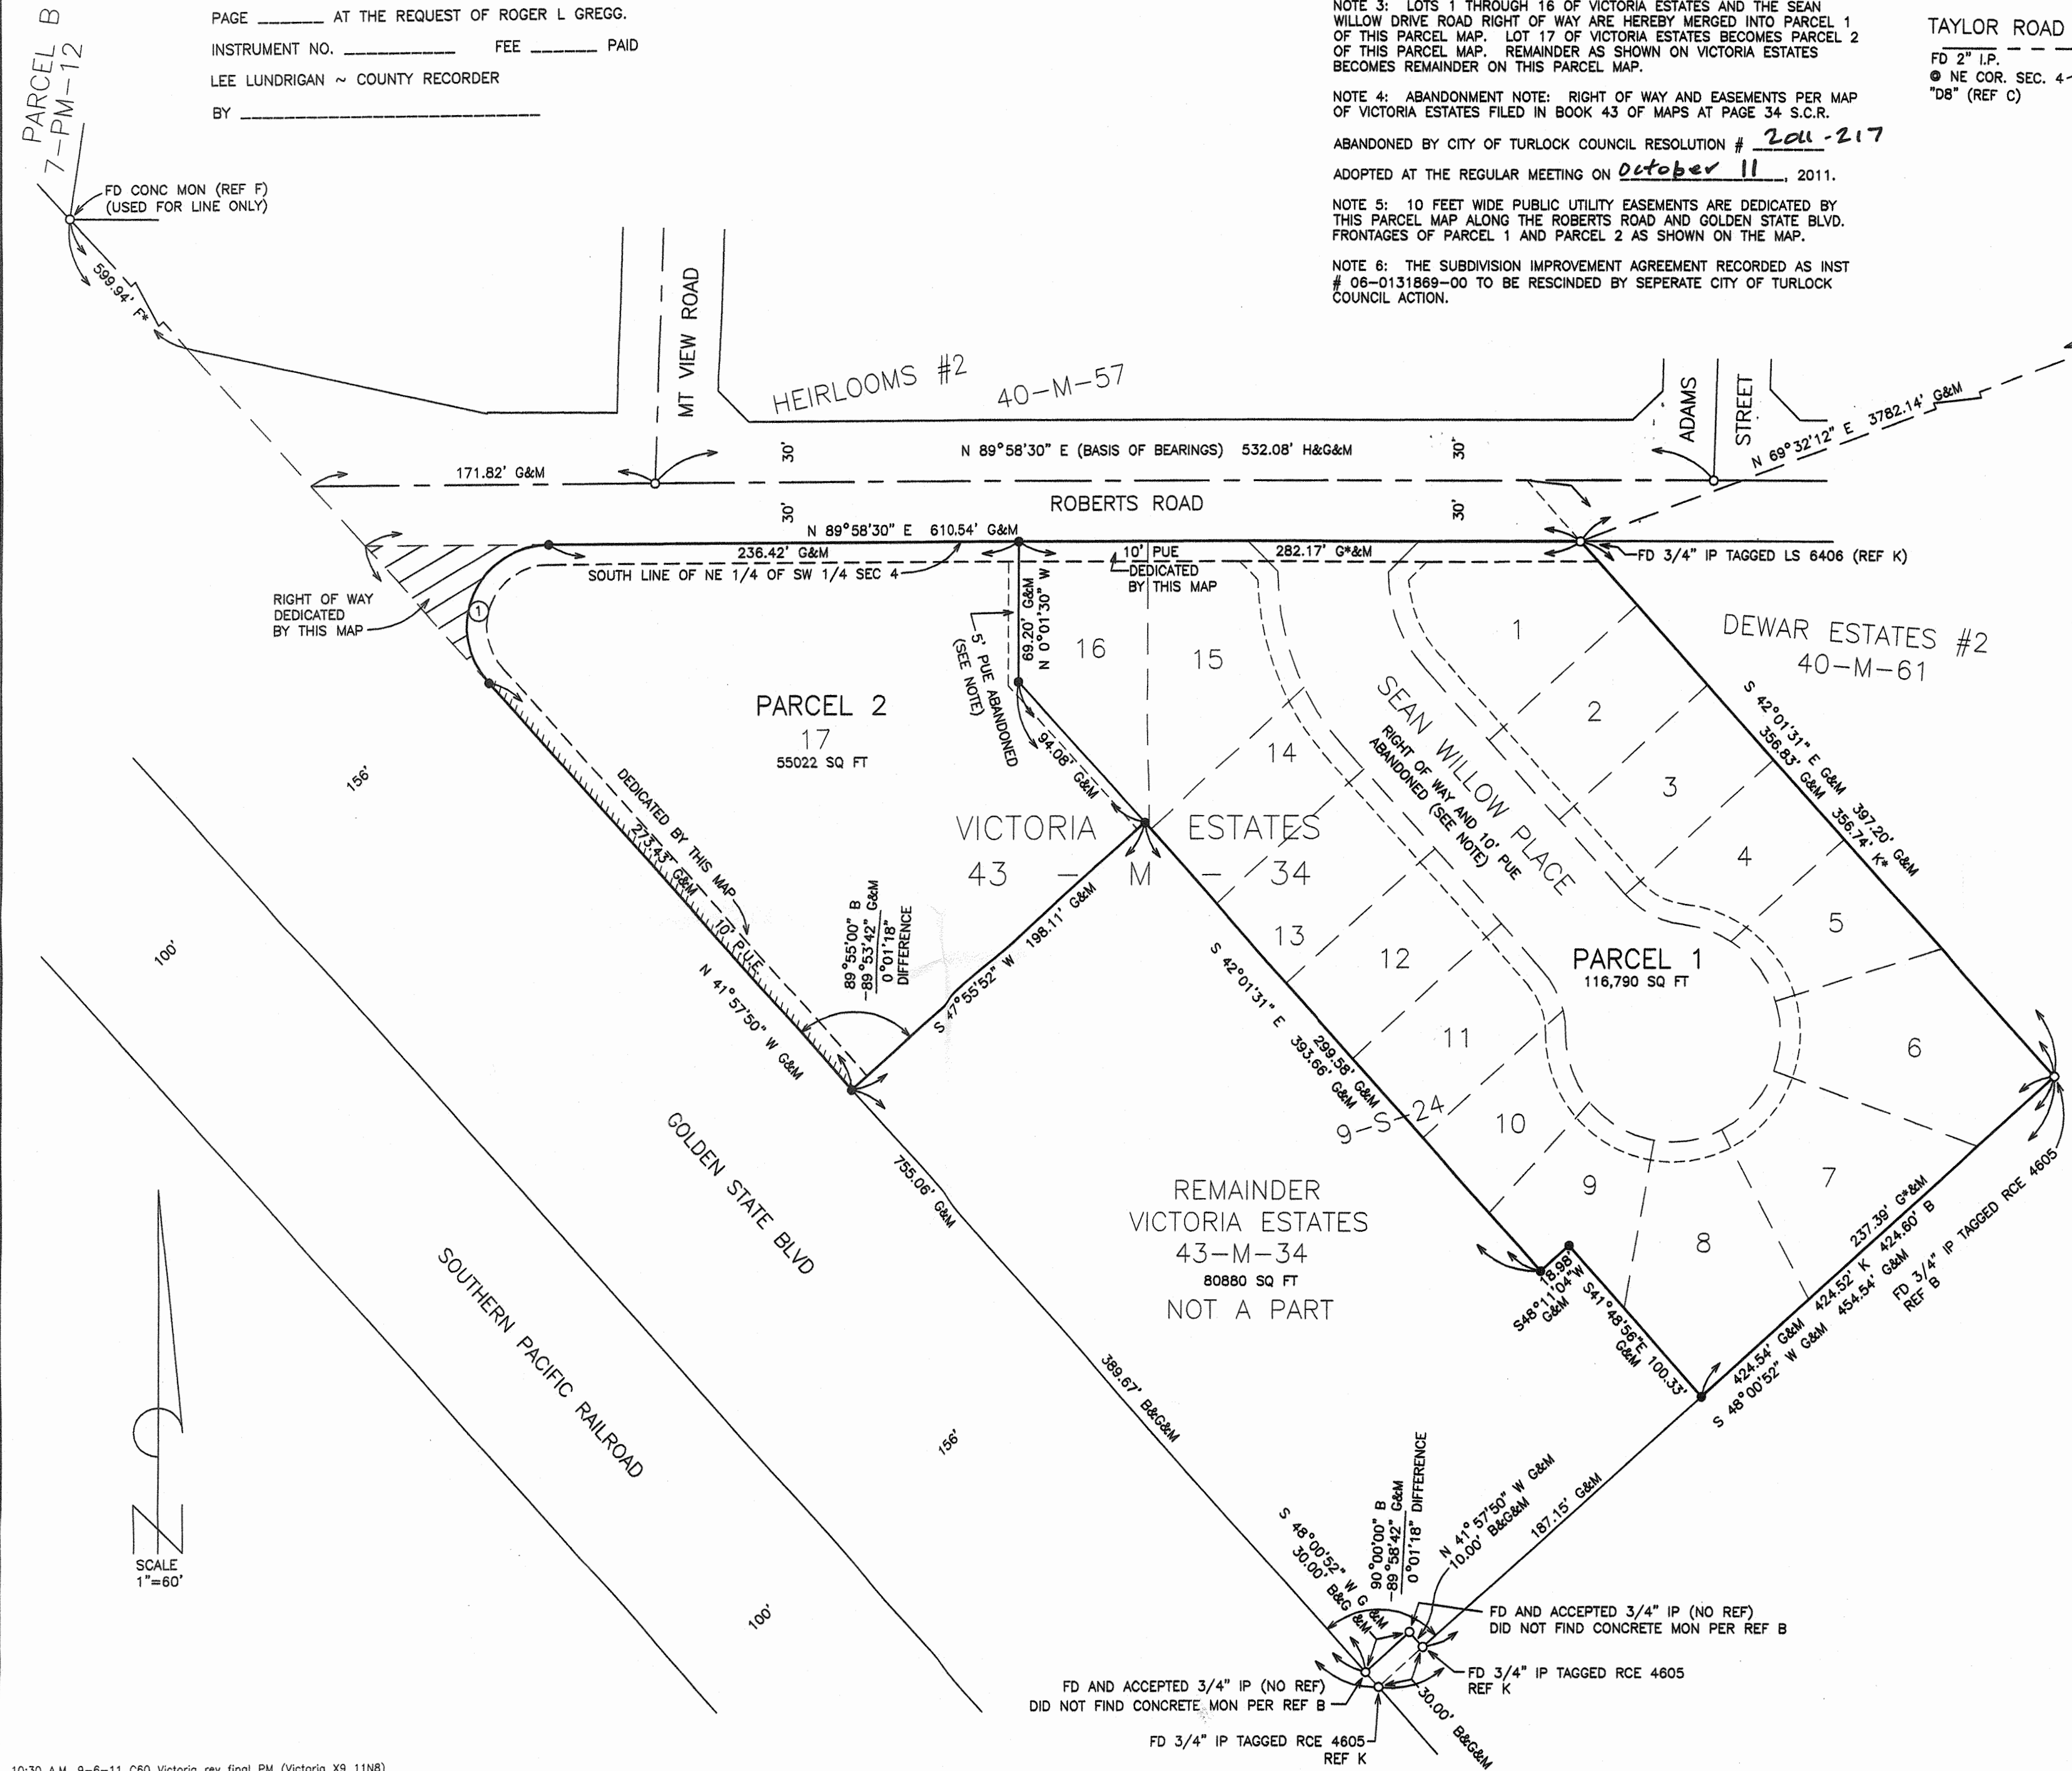 PARCEL B
7-PM-12
PAGE ______ AT THE REQUEST OF ROGER L GREGG.
INSTRUMENT NO. __________ FEE ______ PAID
LEE LUNDRIGAN ~ COUNTY RECORDER
BY ___________________________
NOTE 3: LOTS 1 THROUGH 16 OF VICTORIA ESTATES AND THE SEAN
WILLOW DRIVE ROAD RIGHT OF WAY ARE HEREBY MERGED INTO PARCEL 1
OF THIS PARCEL MAP. LOT 17 OF VICTORIA ESTATES BECOMES PARCEL 2
OF THIS PARCEL MAP. REMAINDER AS SHOWN ON VICTORIA ESTATES
BECOMES REMAINDER ON THIS PARCEL MAP.
NOTE 4: ABANDONMENT NOTE: RIGHT OF WAY AND EASEMENTS PER MAP
OF VICTORIA ESTATES FILED IN BOOK 43 OF MAPS AT PAGE 34 S.C.R.
ABANDONED BY CITY OF TURLOCK COUNCIL RESOLUTION # 2011-217
ADOPTED AT THE REGULAR MEETING ON October 11, 2011.
NOTE 5: 10 FEET WIDE PUBLIC UTILITY EASEMENTS ARE DEDICATED BY
THIS PARCEL MAP ALONG THE ROBERTS ROAD AND GOLDEN STATE BLVD.
FRONTAGES OF PARCEL 1 AND PARCEL 2 AS SHOWN ON THE MAP.
NOTE 6: THE SUBDIVISION IMPROVEMENT AGREEMENT RECORDED AS INST
# 06-0131869-00 TO BE RESCINDED BY SEPERATE CITY OF TURLOCK
COUNCIL ACTION.
TAYLOR ROAD
FD 2" I.P.
@ NE COR. SEC. 4-
"D8" (REF C)
FD CONC MON (REF F)
(USED FOR LINE ONLY)
599.94' F*
MT VIEW ROAD
HEIRLOOMS #2 40-M-57
ADAMS
STREET
N 69°32'12" E 3782.14' G&M
N 89°58'30" E (BASIS OF BEARINGS) 532.08' H&G&M
30'
30'
171.82' G&M
ROBERTS ROAD
30'
30'
N 89°58'30" E 610.54' G&M
236.42' G&M
10' PUE
DEDICATED
BY THIS MAP
282.17' G*&M
FD 3/4" IP TAGGED LS 6406 (REF K)
SOUTH LINE OF NE 1/4 OF SW 1/4 SEC 4
RIGHT OF WAY
DEDICATED
BY THIS MAP
1
69.20' G&M
N 0°01'30" W
5' PUE ABANDONED
(SEE NOTE)
94.08' G&M
16
15
14
13
12
11
10
9
8
7
6
5
4
3
2
1
DEWAR ESTATES #2
40-M-61
S 42°01'31" E G&M 397.20' G&M
356.83' G&M 356.74' K*
SEAN WILLOW PLACE
RIGHT OF WAY AND 10' PUE
ABANDONED (SEE NOTE)
PARCEL 2
17
55022 SQ FT
VICTORIA ESTATES
43 - M - 34
PARCEL 1
116,790 SQ FT
156'
100'
DEDICATED BY THIS MAP
273.43' G&M
10' P.U.E.
N 41°57'50" W G&M
89°55'00" B
-89°53'42" G&M
0°01'18"
DIFFERENCE
S 47°55'52" W 198.11' G&M
S 42°01'31" E 299.58' G&M
393.66' G&M
9-S-24
755.06' G&M
GOLDEN STATE BLVD
SOUTHERN PACIFIC RAILROAD
REMAINDER
VICTORIA ESTATES
43-M-34
80880 SQ FT
NOT A PART
18.98'
S48°11'04"W
G&M
S41°48'56"E 100.33'
G&M
237.39' G*&M
424.54' G&M 424.52' K 424.60' B
S 48°00'52" W G&M 454.54' G&M
FD 3/4" IP TAGGED RCE 4605
REF B
389.67' B&G&M
156'
100'
187.15' G&M
S 48°00'52" W G &M
30.00' B&G &M
90°00'00" B
-89°58'42" G&M
0°01'18" DIFFERENCE
N 41°57'50" W G&M
10.00' B&G&M
FD AND ACCEPTED 3/4" IP (NO REF)
DID NOT FIND CONCRETE MON PER REF B
FD 3/4" IP TAGGED RCE 4605
REF K
FD AND ACCEPTED 3/4" IP (NO REF)
DID NOT FIND CONCRETE MON PER REF B
30.00' B&G&M
FD 3/4" IP TAGGED RCE 4605
REF K
N
SCALE
1"=60'
10:30 A.M. 9-6-11 C60 Victoria rev final PM (Victoria X9 11N8)